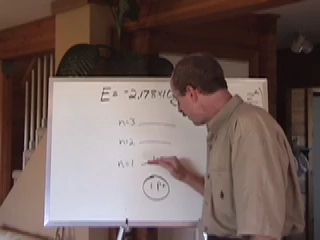 E = -2.178×10
n=3
n=2
n=1
1 P+